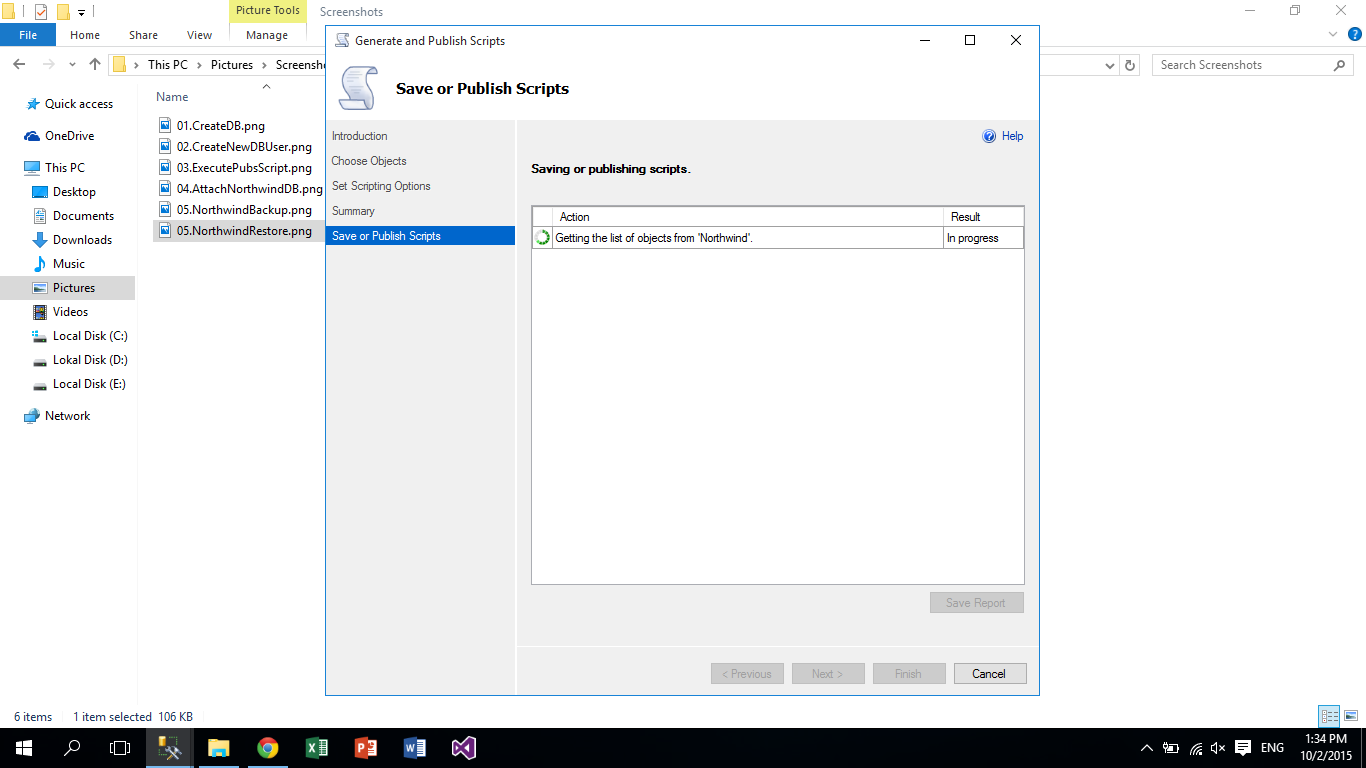 Picture Tools
Screenshots
File
Home
Share
View
Manage
This PC
Pictures
Search Screenshots
Name
Quick access
OneDrive
This PC
Desktop
Documents
Downloads
Music
Pictures
Videos
Local Disk (C:)
Lokal Disk (D:)
Local Disk (E:)
Network
01.CreateDB.png
02.CreateNewDBUser.png
03.ExecutePubsScript.png
04.AttachNorthwindDB.png
05.NorthwindBackup.png
05.NorthwindRestore.png
Generate and Publish Scripts
Save or Publish Scripts
Introduction
Choose Objects
Set Scripting Options
Summary
Save or Publish Scripts
Help
Saving or publishing scripts.
Action Result
Getting the list of objects from 'Northwind'. In progress
Save Report
< Previous Next > Finish Cancel
6 items 1 item selected 106 KB
ENG
1:34 PM
10/2/2015